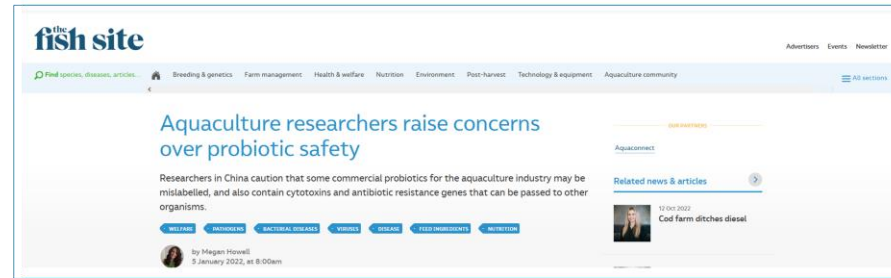 the
fish site
Advertisers Events Newsletter
Find species, diseases, articles...
Breeding & genetics Farm management Health & welfare Nutrition Environment Post-harvest Technology & equipment Aquaculture community
All sections
Aquaculture researchers raise concerns
over probiotic safety
Researchers in China caution that some commercial probiotics for the aquaculture industry may be
mislabelled, and also contain cytotoxins and antibiotic resistance genes that can be passed to other
organisms.
WELFARE PATHOGENS BACTERIAL DISEASES VIRUSES DISEASE FEED INGREDIENTS NUTRITION
by Megan Howell
5 January 2022, at 8:00am
OUR PARTNERS
Aquaconnect
Related news & articles
12 Oct 2022
Cod farm ditches diesel